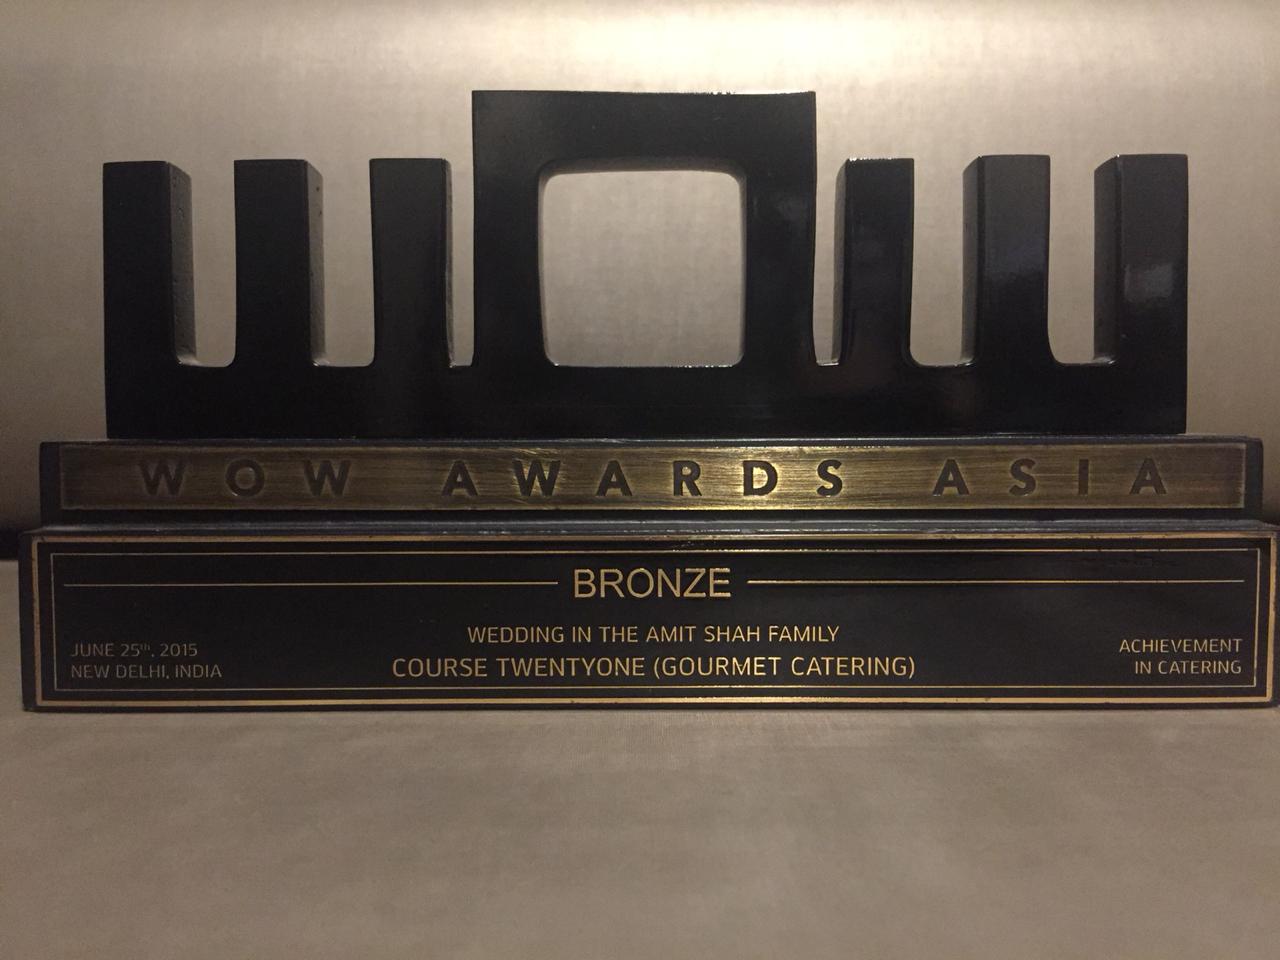 WOW
WOW AWARDS ASIA
BRONZE
WEDDING IN THE AMIT SHAH FAMILY
COURSE TWENTYONE (GOURMET CATERING)
JUNE 25th, 2015
NEW DELHI, INDIA
ACHIEVEMENT
IN CATERING